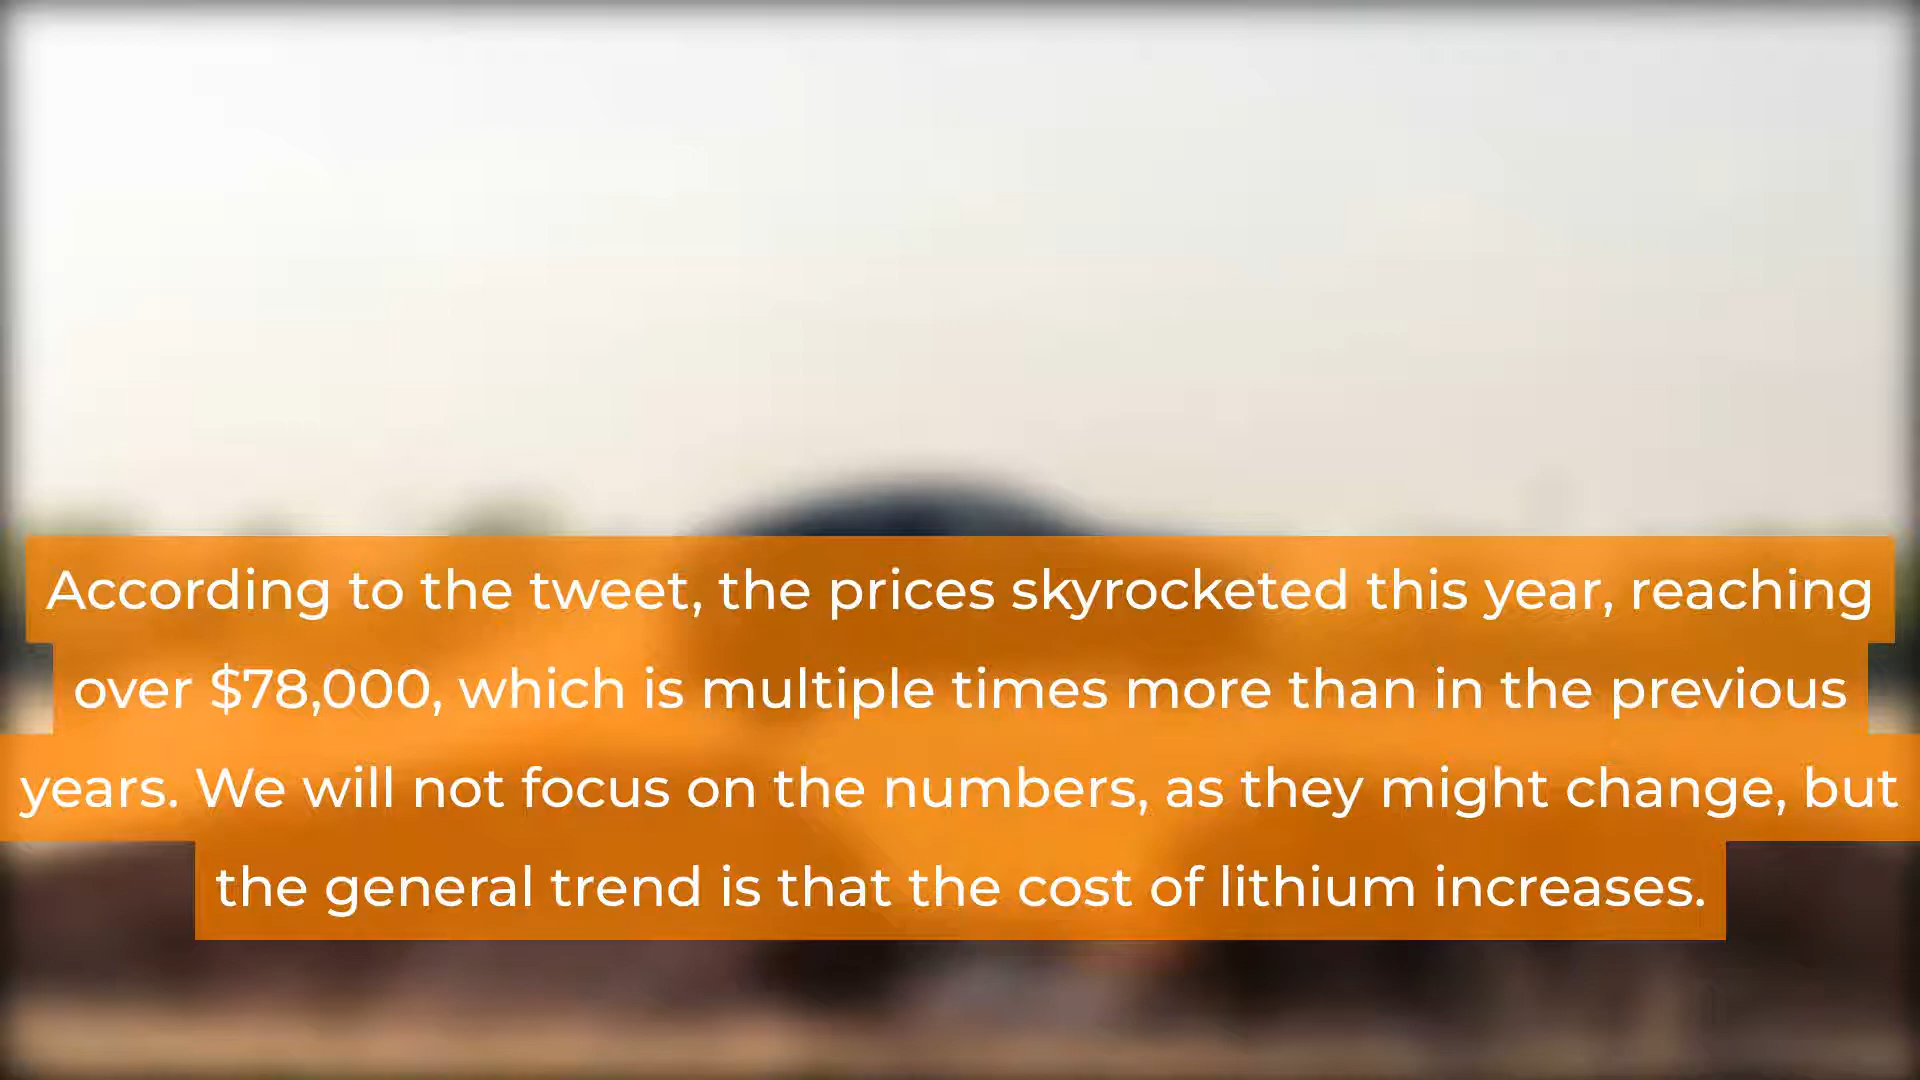 According to the tweet, the prices skyrocketed this year, reaching
over $78,000, which is multiple times more than in the previous
years. We will not focus on the numbers, as they might change, but
the general trend is that the cost of lithium increases.